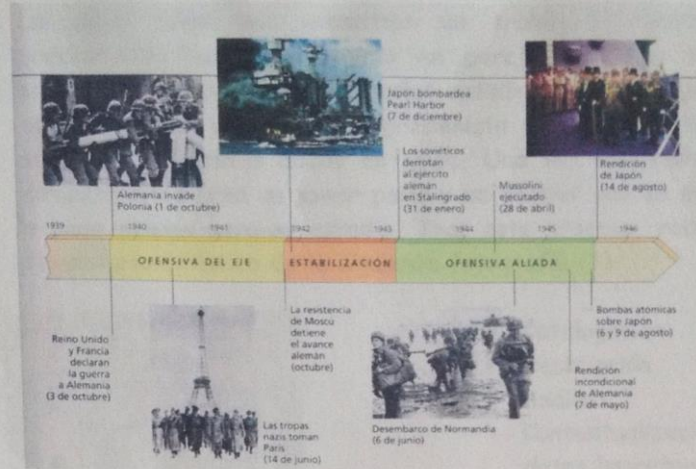 Japón bombardea
Pearl Harbor
(7 de diciembre)
Los soviéticos
derrotan
al ejército
alemán
en Stalingrado
(31 de enero)
Mussolini
ejecutado
(28 de abril)
Rendición
de Japón
(14 de agosto)
Alemania invade
Polonia (1 de octubre)
1939 1940 1941 1942 1943 1944 1945 1946
OFENSIVA DEL EJE ESTABILIZACIÓN OFENSIVA ALIADA
Reino Unido
y Francia
declaran
la guerra
a Alemania
(3 de octubre)
Las tropas
nazis toman
París
(14 de junio)
La resistencia
de Moscú
detiene
el avance
alemán
(octubre)
Desembarco de Normandía
(6 de junio)
Rendición
incondicional
de Alemania
(7 de mayo)
Bombas atómicas
sobre Japón
(6 y 9 de agosto)